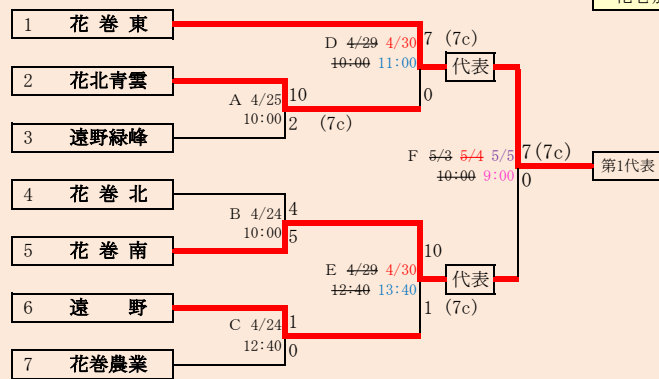 1 花 巻 東
D 4/29 4/30 7 (7c)
10:00 11:00
代表
2 花北青雲
A 4/25 10
10:00 2 (7c)
0
3 遠野緑峰
F 5/3 5/4 5/5 7(7c)
10:00 9:00 0
第1代表
4 花 巻 北
B 4/24 4
10:00 5
5 花 巻 南
10
E 4/29 4/30
12:40 13:40
代表
1 (7c)
6 遠 野
C 4/24 1
12:40 0
7 花巻農業